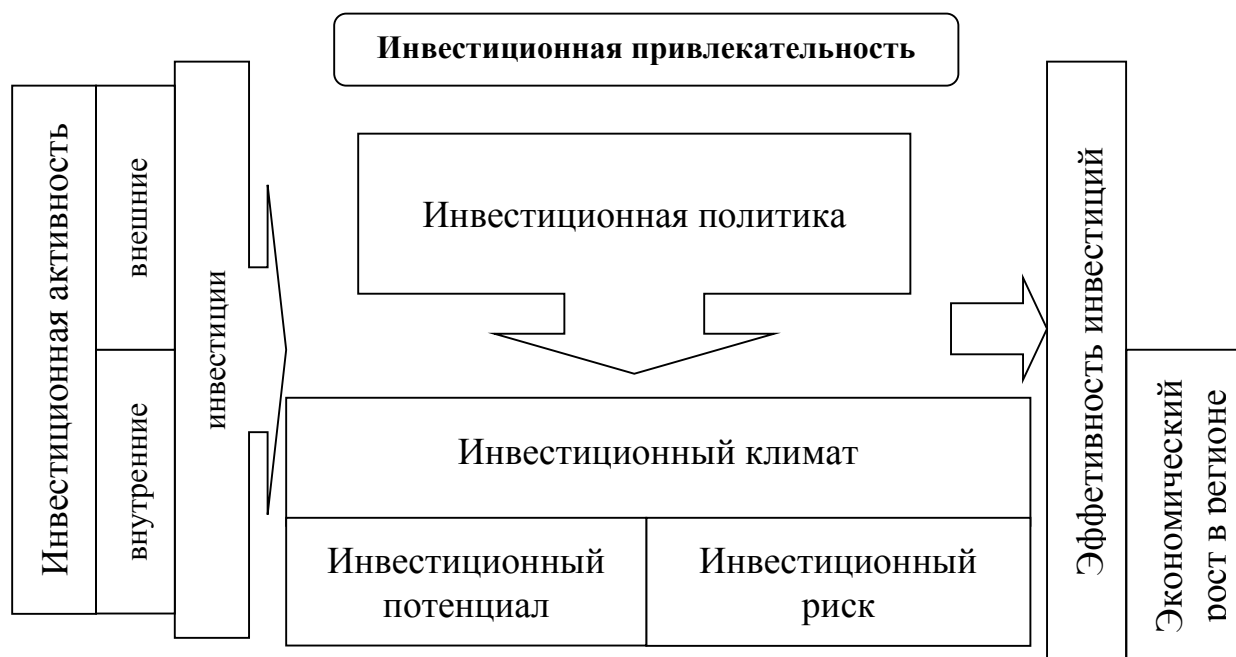 Инвестиционная привлекательность
Инвестиционная активность
внешние
внутренние
инвестиции
Инвестиционная политика
Инвестиционный климат
Инвестиционный
потенциал
Инвестиционный
риск
Эффетивность инвестиций
Экономический
рост в регионе